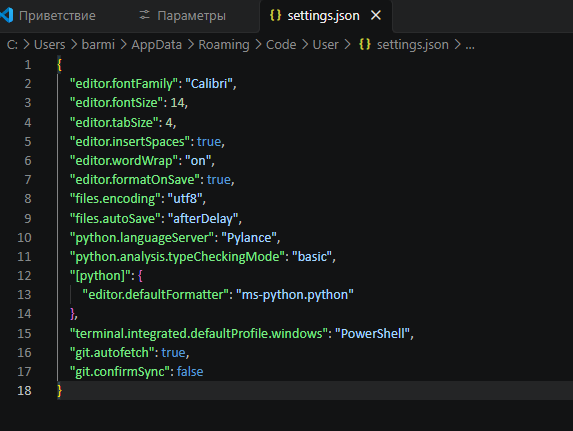 Приветствие Параметры {} settings.json ×
C: > Users > barmi > AppData > Roaming > Code > User > {} settings.json > ...
1 {
2 "editor.fontFamily": "Calibri",
3 "editor.fontSize": 14,
4 "editor.tabSize": 4,
5 "editor.insertSpaces": true,
6 "editor.wordWrap": "on",
7 "editor.formatOnSave": true,
8 "files.encoding": "utf8",
9 "files.autoSave": "afterDelay",
10 "python.languageServer": "Pylance",
11 "python.analysis.typeCheckingMode": "basic",
12 "[python]": {
13 "editor.defaultFormatter": "ms-python.python"
14 },
15 "terminal.integrated.defaultProfile.windows": "PowerShell",
16 "git.autofetch": true,
17 "git.confirmSync": false
18 }